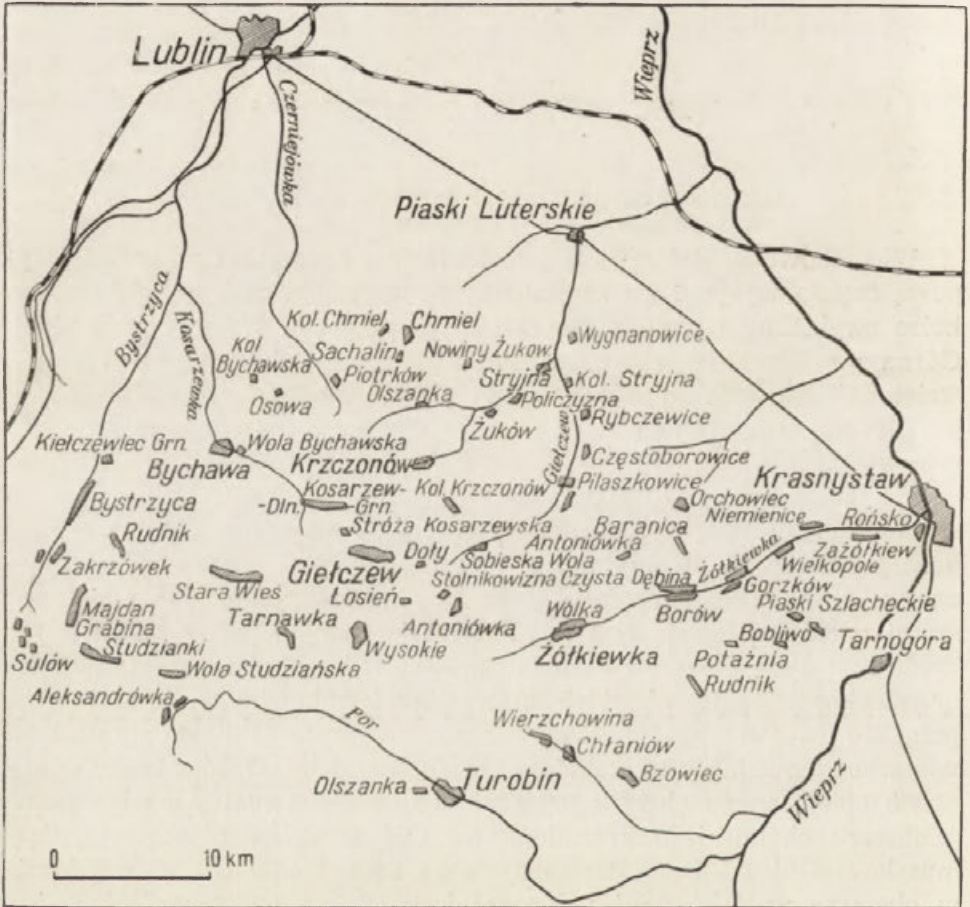 Lublin
Wieprz
Czerniejówka
Piaski Luterskie
Bystrzyca
Kosarzewka
Kol. Chmiel
Chmiel
Wygnanowice
Kol.
Bychawska
Sachalin
Nowiny Żukow.
Piotrków
Stryjna
Kol. Stryjna
Osowa
Olszanka
Policzyzna
Żuków
Rybczewice
Giełczew
Kiełczewiec Grn.
Wola Bychawska
Bychawa
Krzczonów
Częstoborowice
Krasnystaw
Pilaszkowice
Bystrzyca
Kosarzew-
Kol. Krzczonów
-Dln.
Grn.
Orchowiec
Niemienice
Rońsko
Rudnik
Stróża Kosarzewska
Baranica
Zażółkiew
Zakrzówek
Giełczew
Doły
Sobieska Wola
Antoniówka
Żółkiewka
Wielkopole
Stara Wieś
Stolnikowizna
Czysta Dębina
Gorzków
Łosień
Majdan
Grabina
Tarnawka
Antoniówka
Wólka
Borów
Piaski Szlacheckie
Sulów
Studzianki
Wysokie
Żółkiewka
Bobliwo
Tarnogóra
Wola Studziańska
Potażnia
Aleksandrówka
Rudnik
Por
Wierzchowina
Chłaniów
Olszanka
Turobin
Bzowiec
Wieprz
0
10 km